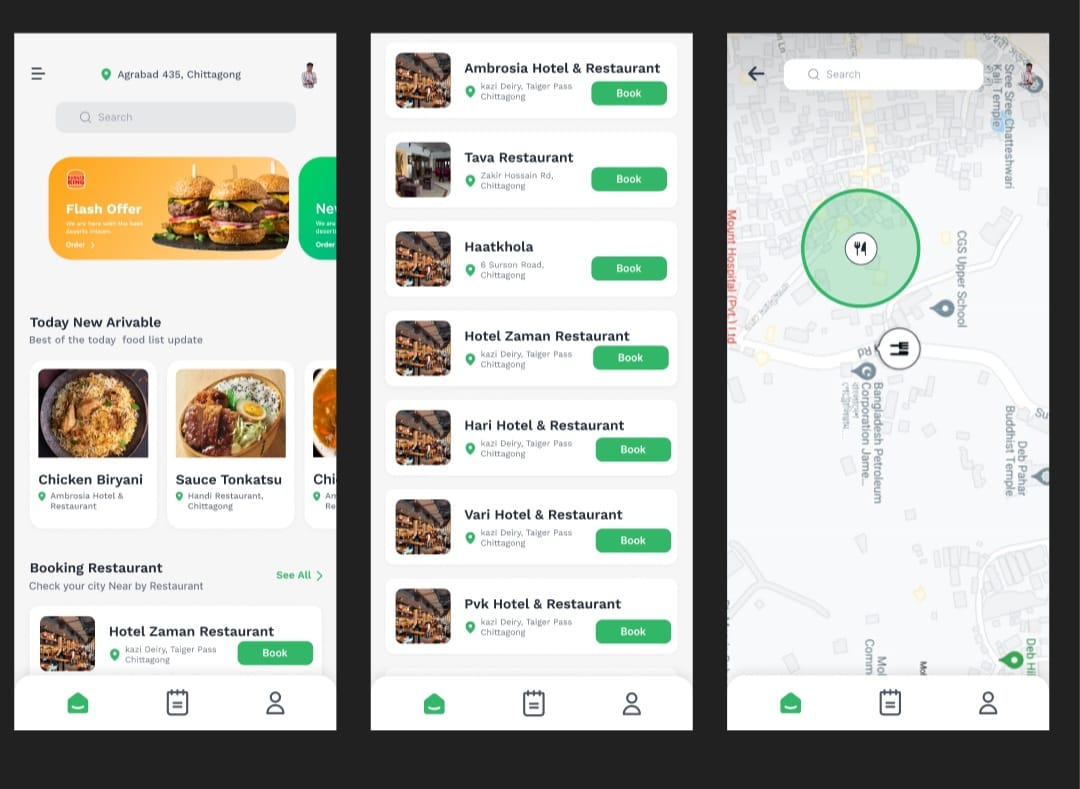 Agrabad 435, Chittagong
Search
BURGER
KING
Flash Offer
We are here with the best
deserts intown.
Order
New
We are
deserts
Order
Today New Arivable
Best of the today food list update
Chicken Biryani
Ambrosia Hotel &
Restaurant
Sauce Tonkatsu
Handi Restaurant,
Chittagong
Chi
Re
Booking Restaurant
Check your city Near by Restaurant
See All
Hotel Zaman Restaurant
kazi Deiry, Taiger Pass
Chittagong
Book
Ambrosia Hotel & Restaurant
kazi Deiry, Taiger Pass
Chittagong
Book
Tava Restaurant
Zakir Hossain Rd,
Chittagong
Book
Haatkhola
6 Surson Road,
Chittagong
Book
Hotel Zaman Restaurant
kazi Deiry, Taiger Pass
Chittagong
Book
Hari Hotel & Restaurant
kazi Deiry, Taiger Pass
Chittagong
Book
Vari Hotel & Restaurant
kazi Deiry, Taiger Pass
Chittagong
Book
Pvk Hotel & Restaurant
kazi Deiry, Taiger Pass
Chittagong
Book
Search
Sree Sree Chatteshwari
Kali Temple
Mount Hospital (Pvt.) Ltd
CGS Upper School
Bangladesh Petroleum
Corporation Jame...
Deb Pahar
Buddhist Temple
Deb Hil
Mol
Comm